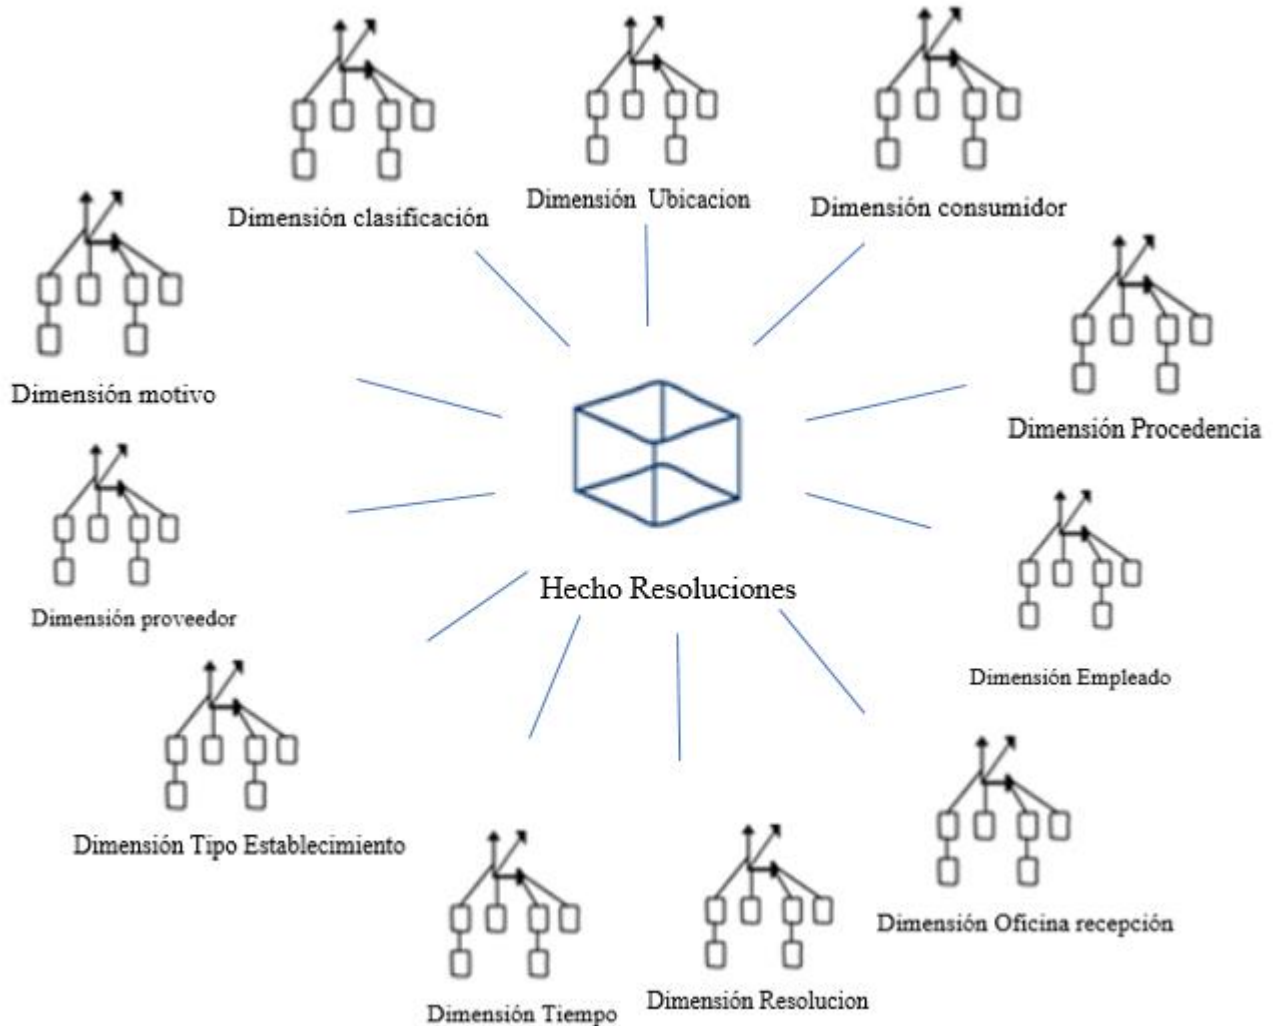 Dimensión clasificación
Dimensión Ubicacion
Dimensión consumidor
Dimensión motivo
Dimensión Procedencia
Dimensión proveedor
Hecho Resoluciones
Dimensión Empleado
Dimensión Tipo Establecimiento
Dimensión Oficina recepción
Dimensión Tiempo
Dimensión Resolucion